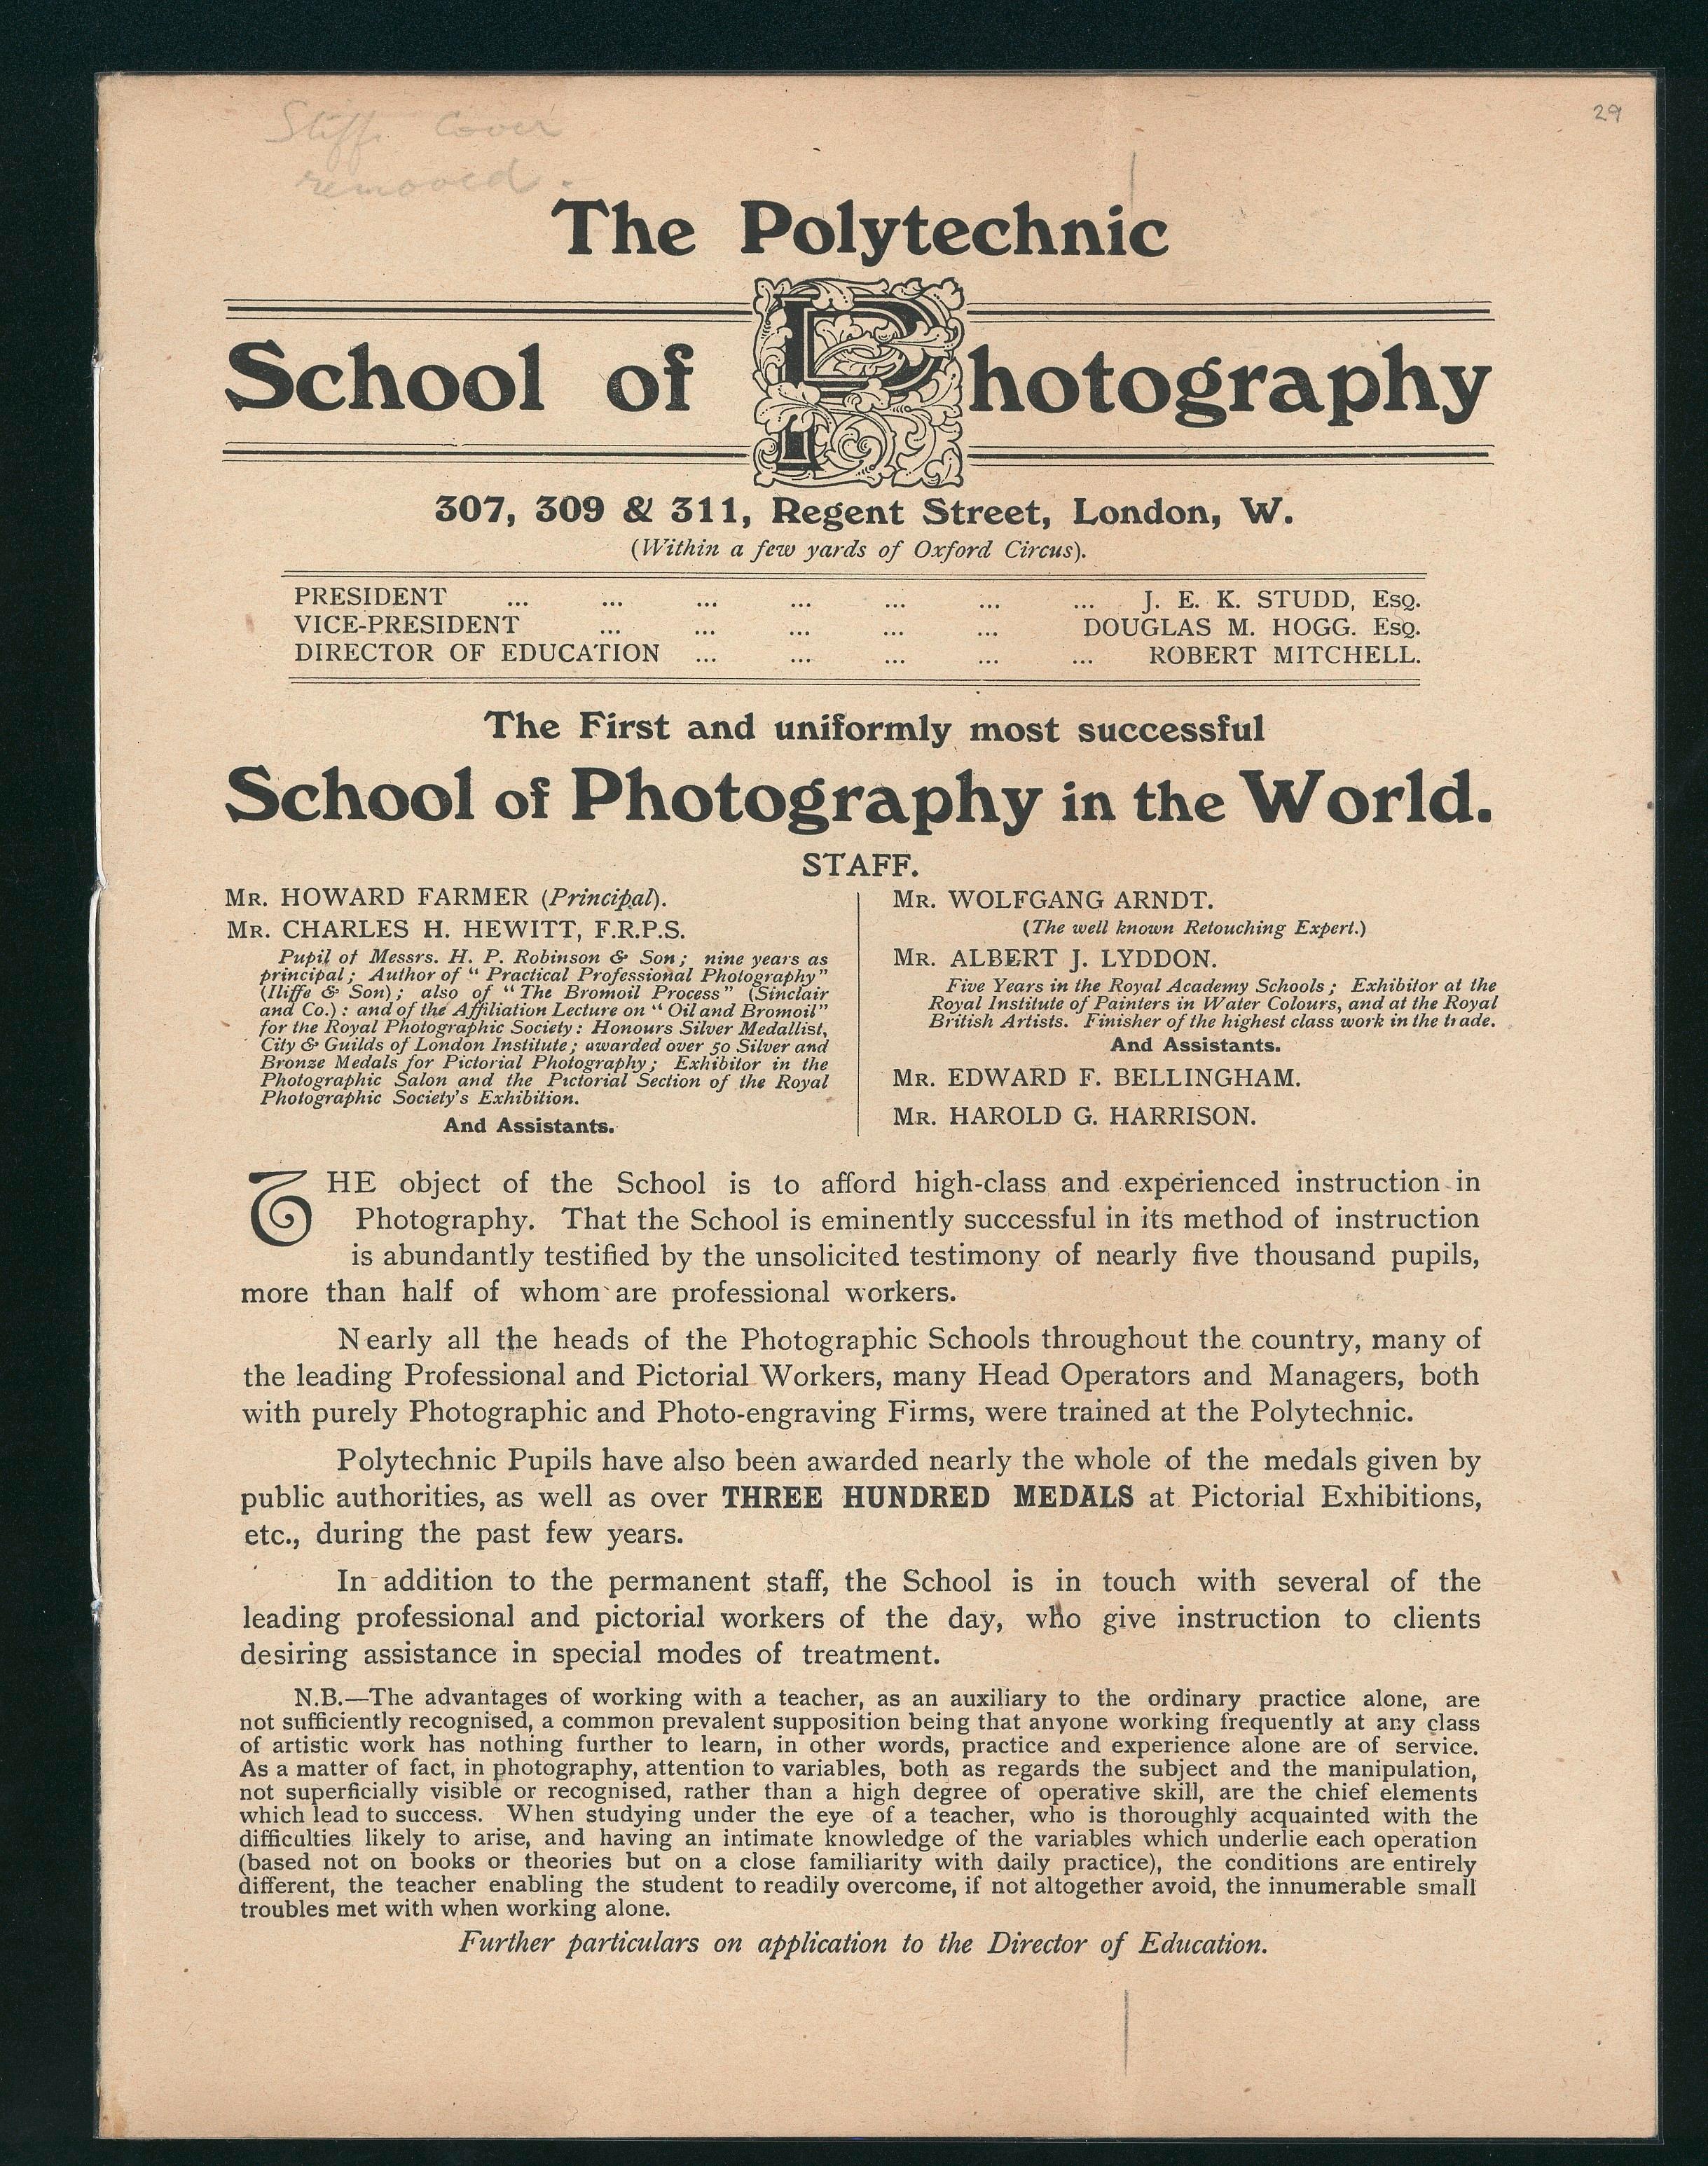 Stiff cover
removed.
29
The Polytechnic
School of Photography
307, 309 & 311, Regent Street, London, W.
(Within a few yards of Oxford Circus).
PRESIDENT ... ... ... ... ... ... ... J. E. K. STUDD, Esq.
VICE-PRESIDENT ... ... ... ... ... DOUGLAS M. HOGG. Esq.
DIRECTOR OF EDUCATION ... ... ... ... ... ROBERT MITCHELL.
The First and uniformly most successful
School of Photography in the World.
STAFF.
Mr. HOWARD FARMER (Principal).
Mr. CHARLES H. HEWITT, F.R.P.S.
Pupil of Messrs. H. P. Robinson & Son; nine years as
principal; Author of "Practical Professional Photography"
(Iliffe & Son); also of "The Bromoil Process" (Sinclair
and Co.): and of the Affiliation Lecture on "Oil and Bromoil"
for the Royal Photographic Society: Honours Silver Medallist,
City & Guilds of London Institute; awarded over 50 Silver and
Bronze Medals for Pictorial Photography; Exhibitor in the
Photographic Salon and the Pictorial Section of the Royal
Photographic Society's Exhibition.
And Assistants.
Mr. WOLFGANG ARNDT.
(The well known Retouching Expert.)
Mr. ALBERT J. LYDDON.
Five Years in the Royal Academy Schools; Exhibitor at the
Royal Institute of Painters in Water Colours, and at the Royal
British Artists. Finisher of the highest class work in the trade.
And Assistants.
Mr. EDWARD F. BELLINGHAM.
Mr. HAROLD G. HARRISON.
THE object of the School is to afford high-class and experienced instruction in
Photography. That the School is eminently successful in its method of instruction
is abundantly testified by the unsolicited testimony of nearly five thousand pupils,
more than half of whom are professional workers.
Nearly all the heads of the Photographic Schools throughout the country, many of
the leading Professional and Pictorial Workers, many Head Operators and Managers, both
with purely Photographic and Photo-engraving Firms, were trained at the Polytechnic.
Polytechnic Pupils have also been awarded nearly the whole of the medals given by
public authorities, as well as over THREE HUNDRED MEDALS at Pictorial Exhibitions,
etc., during the past few years.
In addition to the permanent staff, the School is in touch with several of the
leading professional and pictorial workers of the day, who give instruction to clients
desiring assistance in special modes of treatment.
N.B.—The advantages of working with a teacher, as an auxiliary to the ordinary practice alone, are
not sufficiently recognised, a common prevalent supposition being that anyone working frequently at any class
of artistic work has nothing further to learn, in other words, practice and experience alone are of service.
As a matter of fact, in photography, attention to variables, both as regards the subject and the manipulation,
not superficially visible or recognised, rather than a high degree of operative skill, are the chief elements
which lead to success. When studying under the eye of a teacher, who is thoroughly acquainted with the
difficulties likely to arise, and having an intimate knowledge of the variables which underlie each operation
(based not on books or theories but on a close familiarity with daily practice), the conditions are entirely
different, the teacher enabling the student to readily overcome, if not altogether avoid, the innumerable small
troubles met with when working alone.
Further particulars on application to the Director of Education.